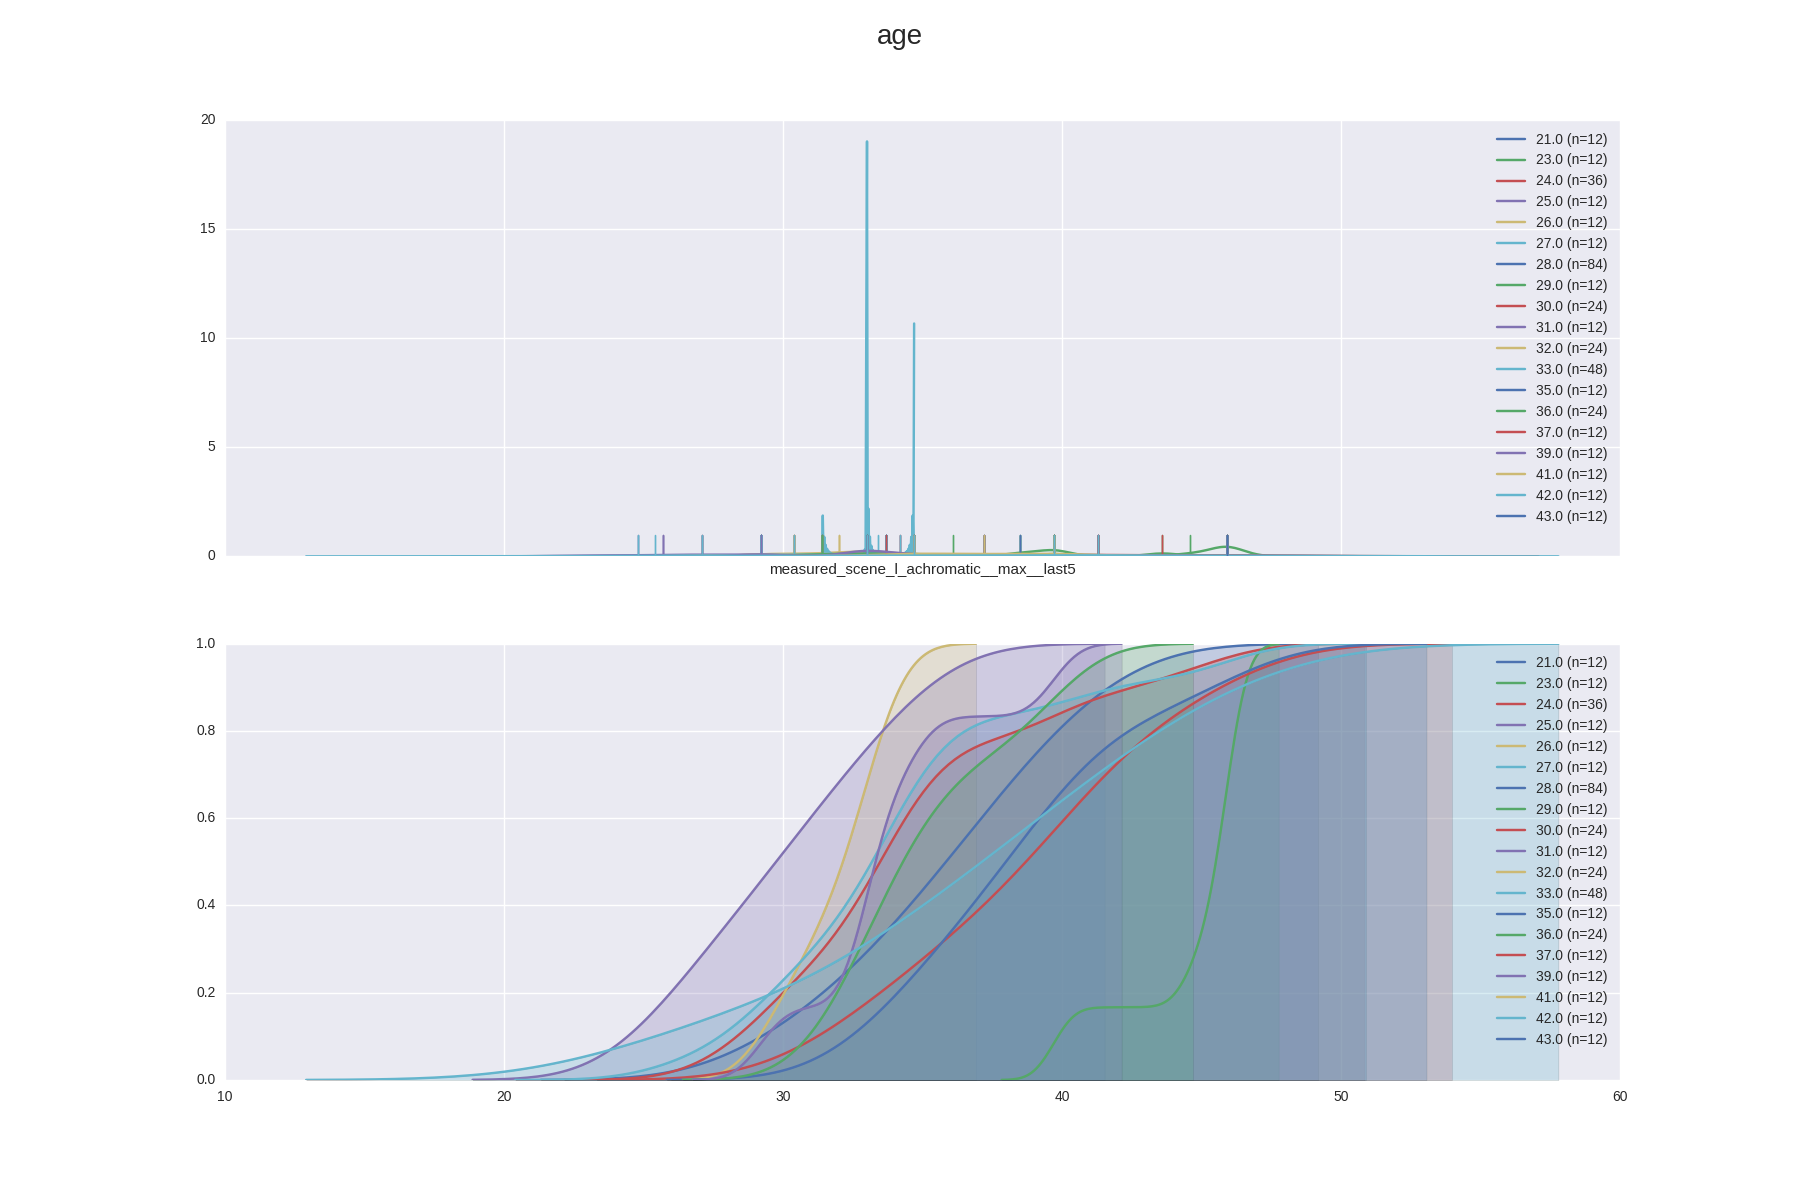 age
20
15
10
5
0
21.0 (n=12)
23.0 (n=12)
24.0 (n=36)
25.0 (n=12)
26.0 (n=12)
27.0 (n=12)
28.0 (n=84)
29.0 (n=12)
30.0 (n=24)
31.0 (n=12)
32.0 (n=24)
33.0 (n=48)
35.0 (n=12)
36.0 (n=24)
37.0 (n=12)
39.0 (n=12)
41.0 (n=12)
42.0 (n=12)
43.0 (n=12)
measured_scene_l_achromatic__max__last5
1.0
0.8
0.6
0.4
0.2
0.0
21.0 (n=12)
23.0 (n=12)
24.0 (n=36)
25.0 (n=12)
26.0 (n=12)
27.0 (n=12)
28.0 (n=84)
29.0 (n=12)
30.0 (n=24)
31.0 (n=12)
32.0 (n=24)
33.0 (n=48)
35.0 (n=12)
36.0 (n=24)
37.0 (n=12)
39.0 (n=12)
41.0 (n=12)
42.0 (n=12)
43.0 (n=12)
10 20 30 40 50 60